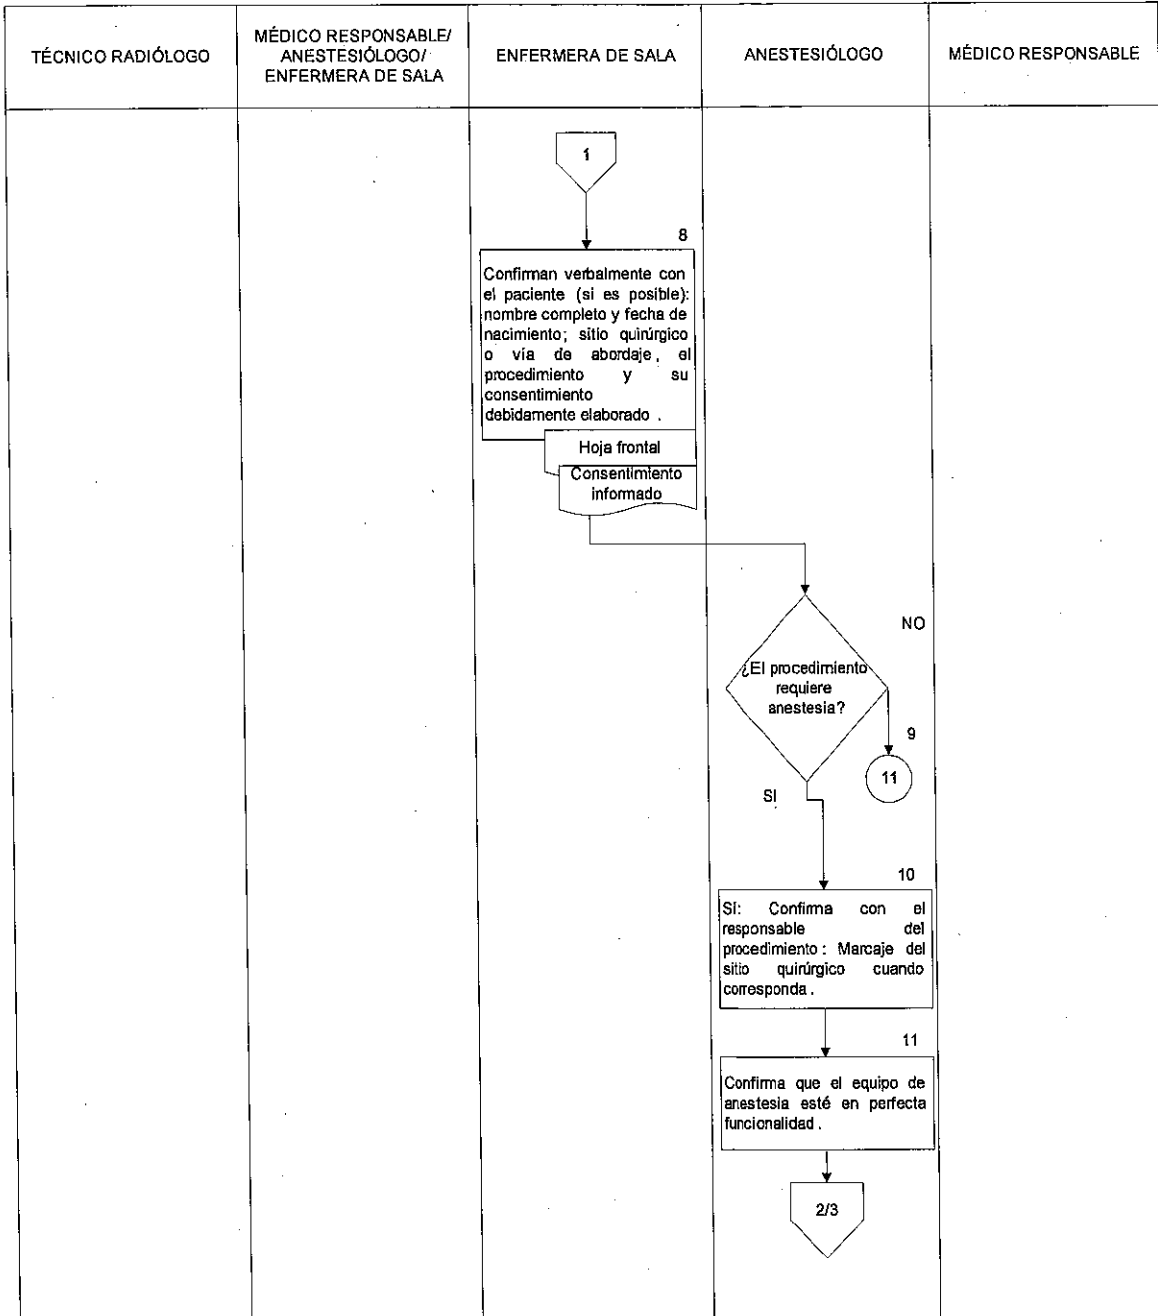 TÉCNICO RADIÓLOGO
MÉDICO RESPONSABLE/
ANESTESIÓLOGO/
ENFERMERA DE SALA
ENFERMERA DE SALA
ANESTESIÓLOGO
MÉDICO RESPONSABLE
1
8
Confirman verbalmente con
el paciente (si es posible):
nombre completo y fecha de
nacimiento; sitio quirúrgico
o vía de abordaje, el
procedimiento y su
consentimiento
debidamente elaborado .
Hoja frontal
Consentimiento
informado
NO
¿El procedimiento
requiere
anestesia?
9
11
SI
10
SI: Confirma con el
responsable del
procedimiento : Marcaje del
sitio quirúrgico cuando
corresponda .
11
Confirma que el equipo de
anestesia esté en perfecta
funcionalidad .
2/3